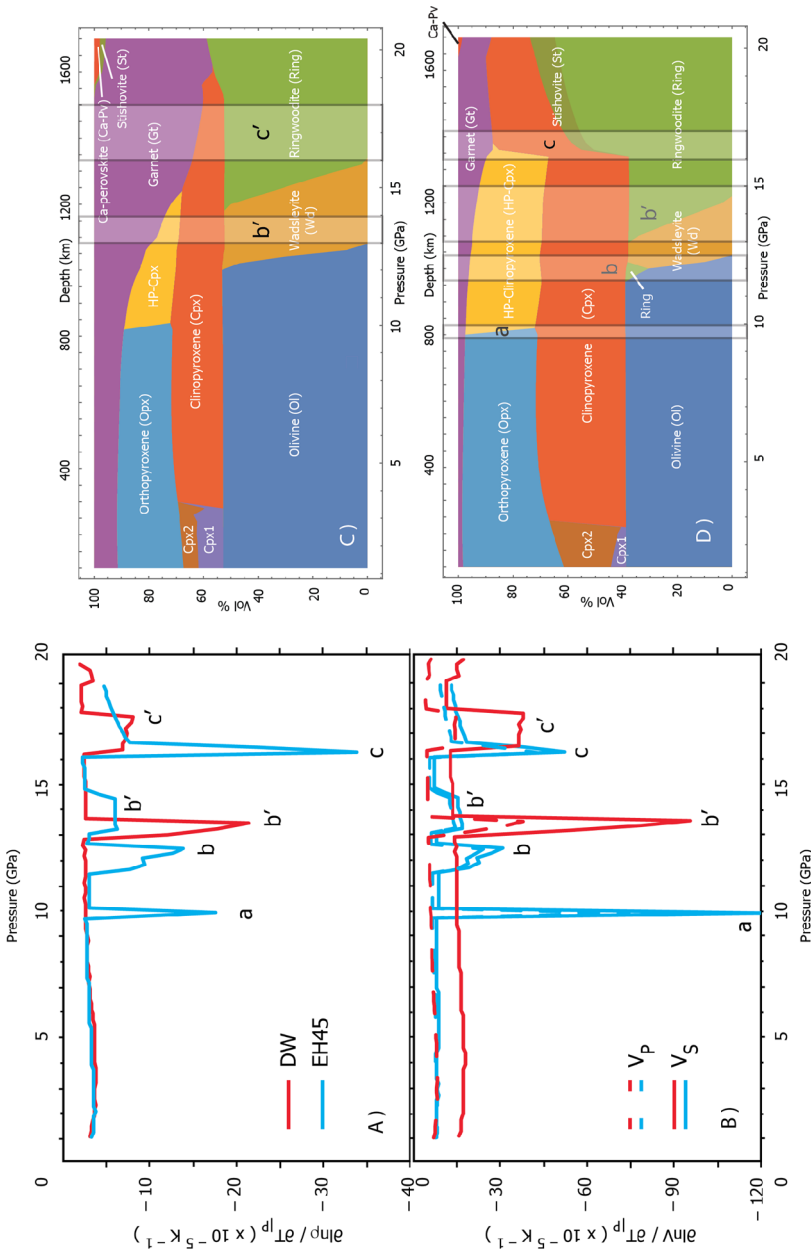 Pressure (GPa)
0
5
10
15
20
0
− 10
− 20
− 30
− 40
∂lnρ / ∂T|P ( x 10⁻⁵ K⁻¹ )
DW
EH45
A )
a
b
b′
b′
c
c′
− 15
− 30
− 60
− 90
− 120
∂lnV / ∂T|P ( x 10⁻⁵ K⁻¹ )
VP
VS
B )
a
b
b′
b′
c
c′
0
5
10
15
20
Pressure (GPa)
400
800
Depth (km)
1200
1600
Vol %
0
20
40
60
80
100
Orthopyroxene (Opx)
HP-Cpx
Garnet (Gt)
Ca-perovskite (Ca-Pv)
Stishovite (St)
Cpx2
Cpx1
Clinopyroxene (Cpx)
Olivine (Ol)
Wadsleyite
(Wd)
Ringwoodite (Ring)
b′
c′
C )
5
10
Pressure (GPa)
15
20
400
800
Depth (km)
1200
1600
Ca-Pv
Vol %
0
20
40
60
80
100
Orthopyroxene (Opx)
HP-Clinopyroxene (HP-Cpx)
Garnet (Gt)
Cpx2
Cpx1
Clinopyroxene
(Cpx)
Stishovite (St)
Olivine (Ol)
Ring
Wadsleyite
(Wd)
Ringwoodite (Ring)
a
b
b′
c
D )
5
10
Pressure (GPa)
15
20